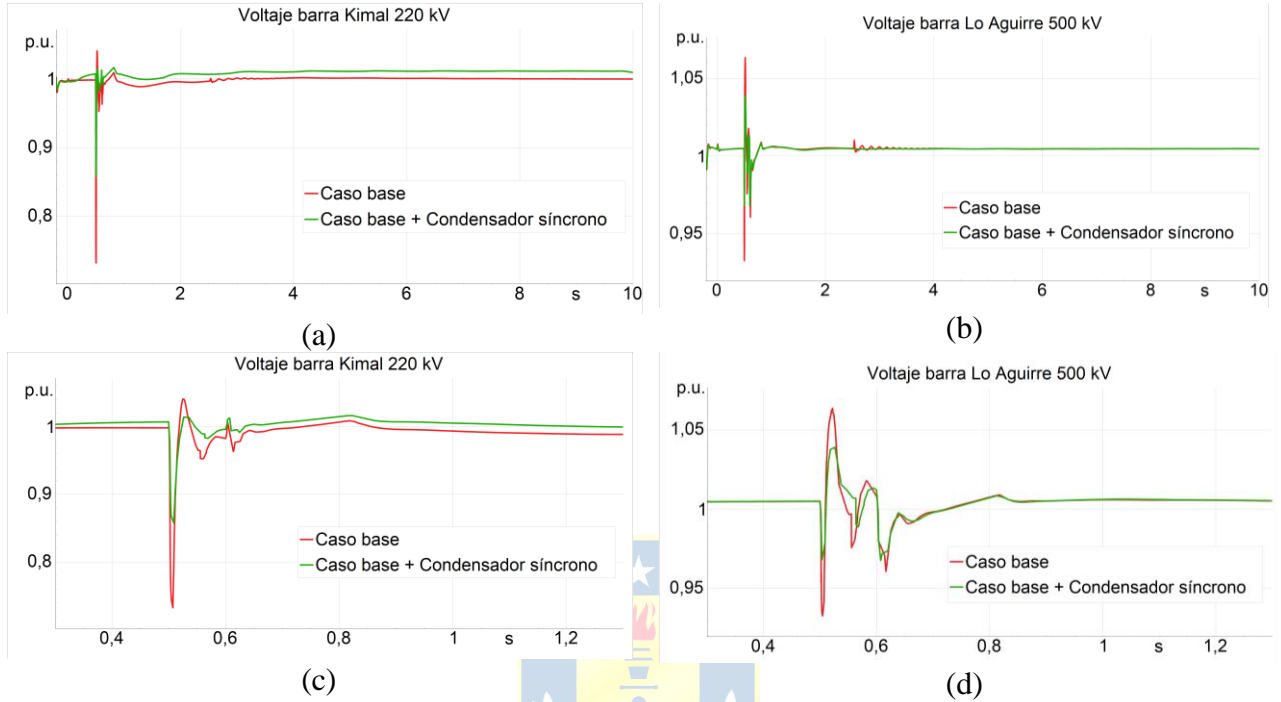 Voltaje barra Kimal 220 kV
p.u.
1
0,9
0,8
Caso base
Caso base + Condensador síncrono
0 2 4 6 8 s 10
(a)
Voltaje barra Lo Aguirre 500 kV
p.u.
1,05
1
0,95
Caso base
Caso base + Condensador síncrono
0 2 4 6 8 s 10
(b)
Voltaje barra Kimal 220 kV
p.u.
1
0,9
0,8
Caso base
Caso base + Condensador síncrono
0,4 0,6 0,8 1 s 1,2
(c)
Voltaje barra Lo Aguirre 500 kV
p.u.
1,05
1
0,95
Caso base
Caso base + Condensador síncrono
0,4 0,6 0,8 1 s 1,2
(d)